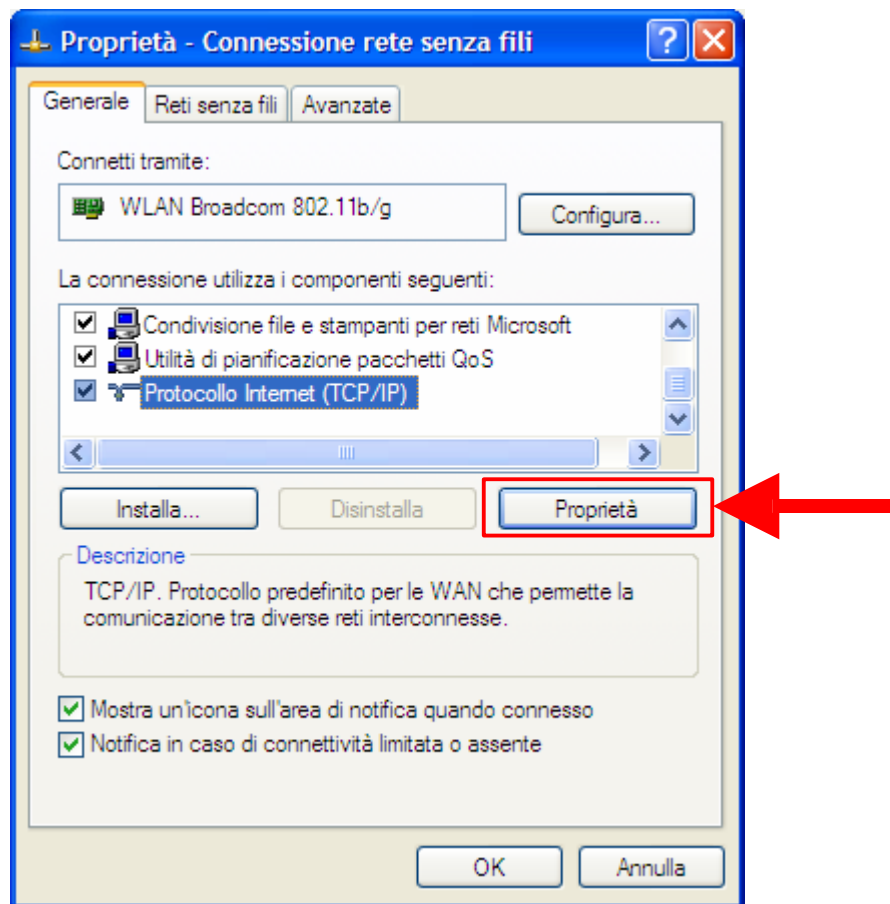 Proprietà - Connessione rete senza fili
Generale Reti senza fili Avanzate
Connetti tramite:
WLAN Broadcom 802.11b/g Configura...
La connessione utilizza i componenti seguenti:
Condivisione file e stampanti per reti Microsoft
Utilità di pianificazione pacchetti QoS
Protocollo Internet (TCP/IP)
Installa... Disinstalla Proprietà
Descrizione
TCP/IP. Protocollo predefinito per le WAN che permette la
comunicazione tra diverse reti interconnesse.
Mostra un'icona sull'area di notifica quando connesso
Notifica in caso di connettività limitata o assente
OK Annulla